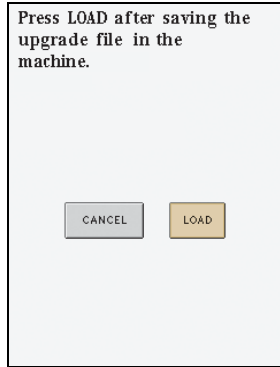 Press LOAD after saving the
upgrade file in the
machine.
CANCEL LOAD